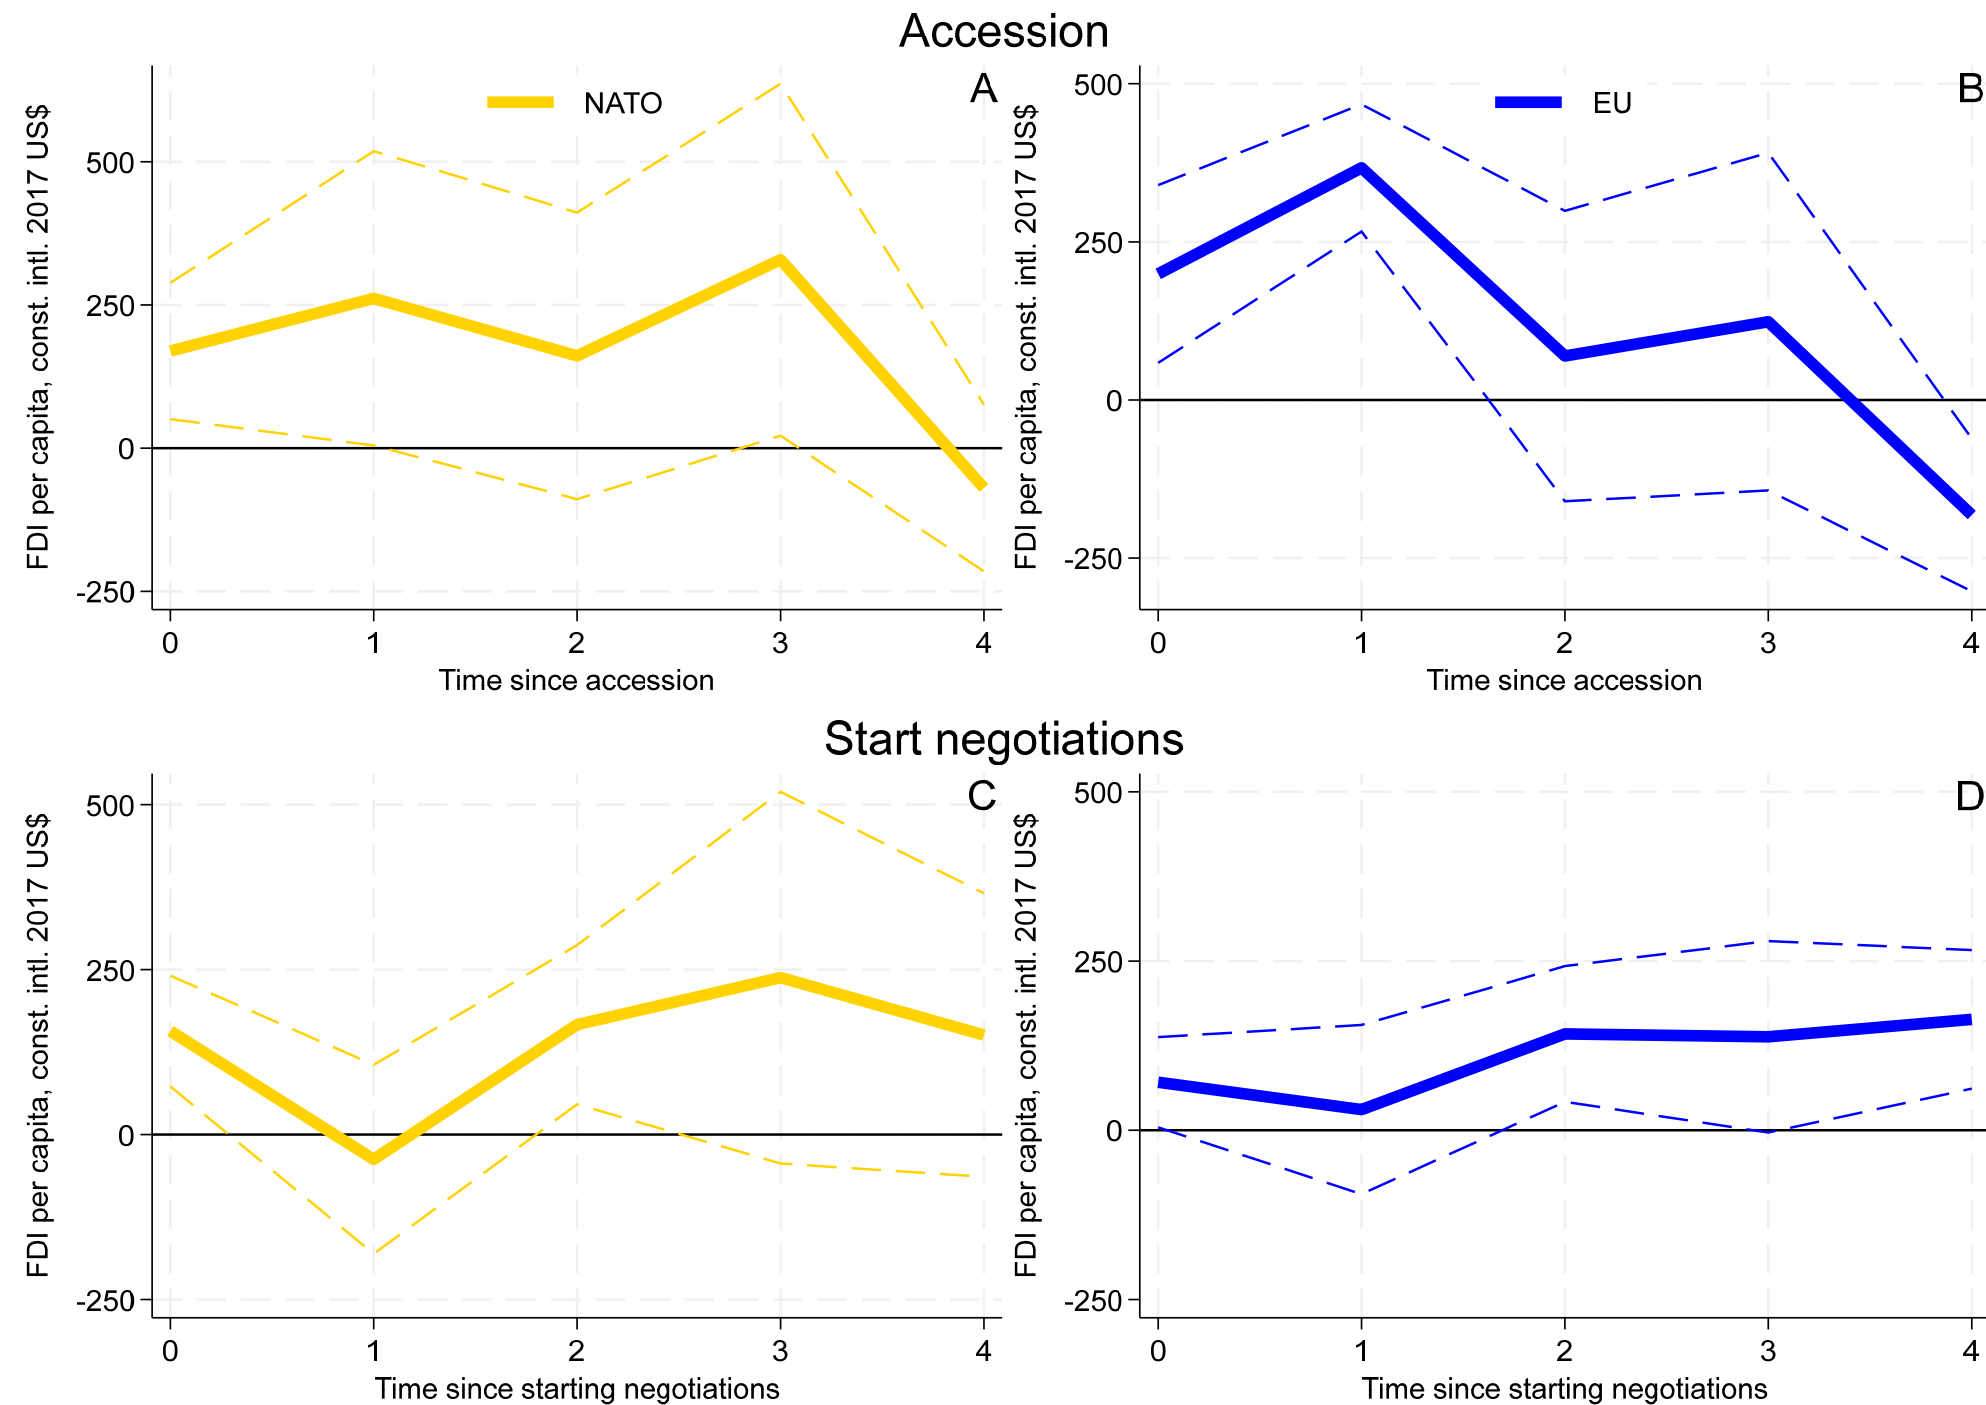 Accession
A
NATO
FDI per capita, const. intl. 2017 US$
500
250
0
-250
0 1 2 3 4
Time since accession
B
EU
FDI per capita, const. intl. 2017 US$
500
250
0
-250
0 1 2 3 4
Time since accession
Start negotiations
C
FDI per capita, const. intl. 2017 US$
500
250
0
-250
0 1 2 3 4
Time since starting negotiations
D
FDI per capita, const. intl. 2017 US$
500
250
0
-250
0 1 2 3 4
Time since starting negotiations